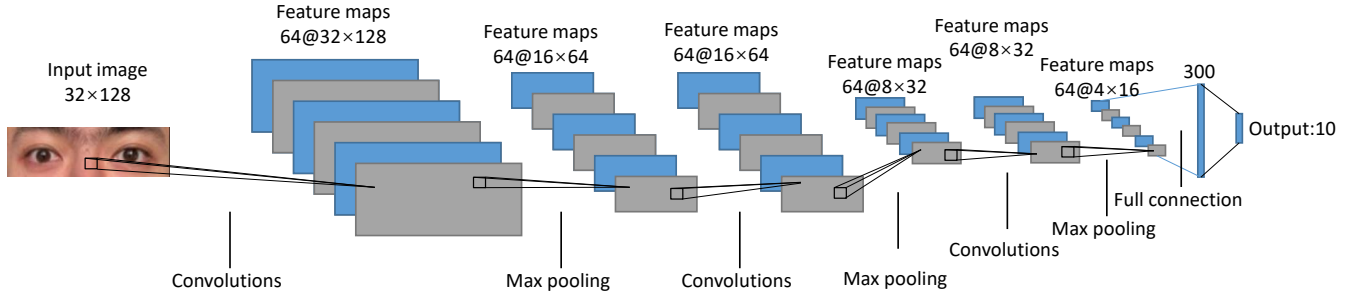 Input image
32×128
Feature maps
64@32×128
Feature maps
64@16×64
Feature maps
64@16×64
Feature maps
64@8×32
Feature maps
64@8×32
Feature maps
64@4×16
300
Output:10
Convolutions
Max pooling
Convolutions
Max pooling
Convolutions
Max pooling
Full connection